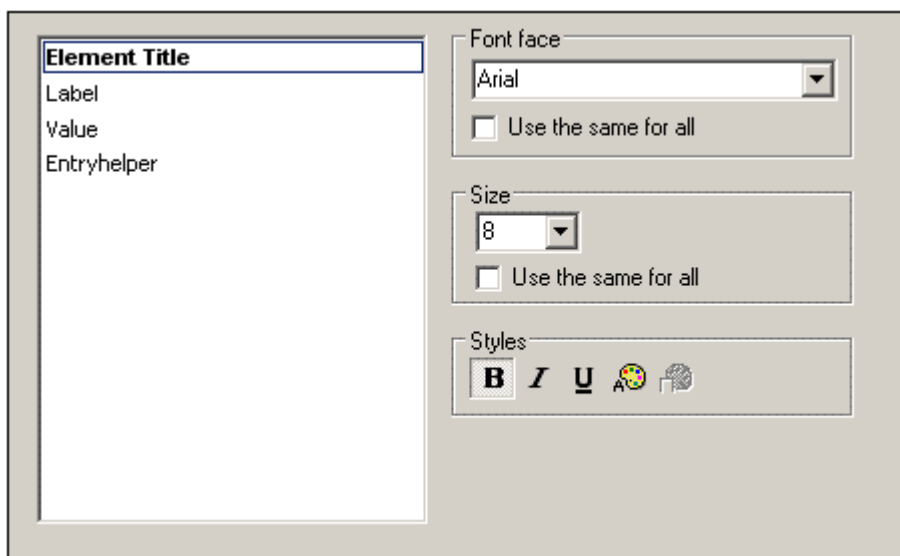 Element Title
Label
Value
Entryhelper
Font face
Arial
Use the same for all
Size
8
Use the same for all
Styles
B I U A